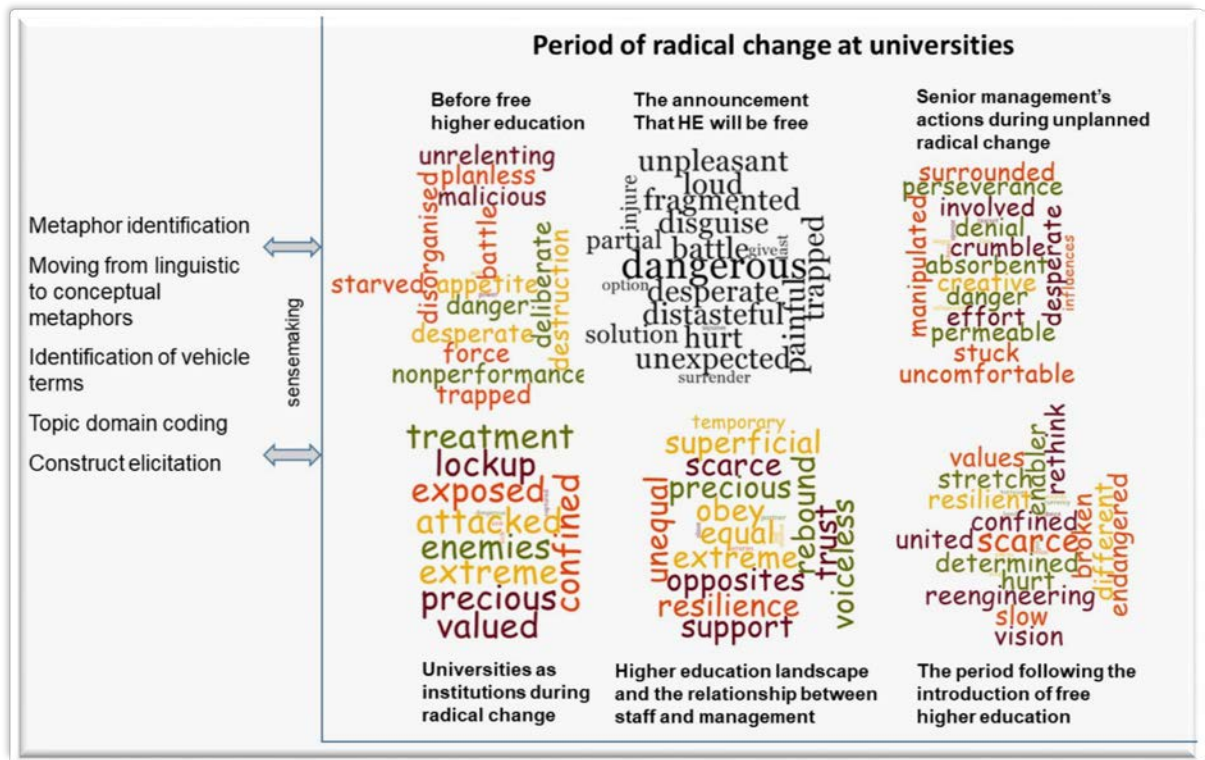 Period of radical change at universities
Metaphor identification
Moving from linguistic
to conceptual
metaphors
Identification of vehicle
terms
Topic domain coding
Construct elicitation
sensemaking
Before free
higher education
unrelenting
planless
malicious
disorganised
battle
starved
appetite
danger
deliberate
destruction
desperate
force
nonperformance
trapped
The announcement
That HE will be free
unpleasant
loud
injure
fragmented
disguise
partial
battle
give
dangerous
trapped
option
desperate
distasteful
painful
solution
hurt
unexpected
surrender
Senior management's
actions during unplanned
radical change
surrounded
perseverance
involved
denial
manipulated
crumble
desperate
influences
absorbent
creative
danger
effort
permeable
stuck
uncomfortable
treatment
lockup
exposed
confined
attacked
enemies
extreme
precious
valued
Universities as
institutions during
radical change
temporary
superficial
scarce
precious
unequal
obey
equal
rebound
trust
voiceless
extreme
opposites
resilience
support
Higher education landscape
and the relationship between
staff and management
values
enabler
rethink
stretch
resilient
confined
united
scarce
broken
different
endangered
determined
hurt
reengineering
slow
vision
The period following the
introduction of free
higher education